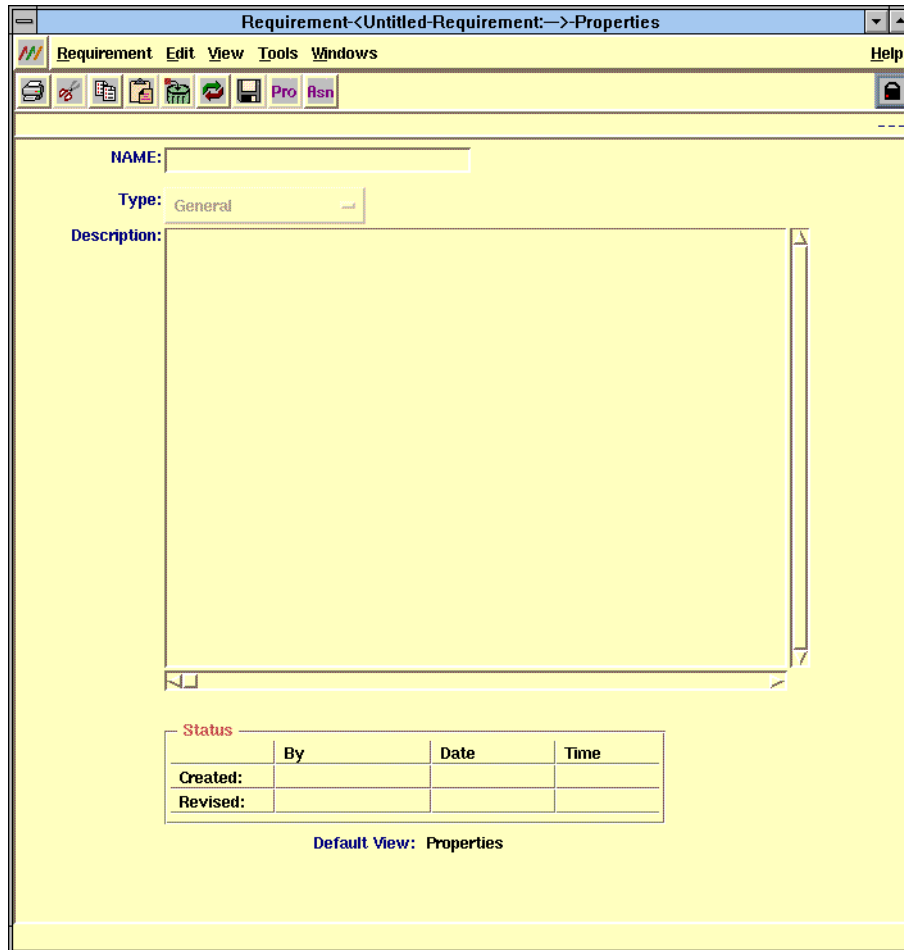 Requirement-<Untitled-Requirement:—>-Properties
Requirement Edit View Tools Windows Help
Pro Asn
---
NAME:
Type: General
Description:
Status
By Date Time
Created:
Revised:
Default View: Properties